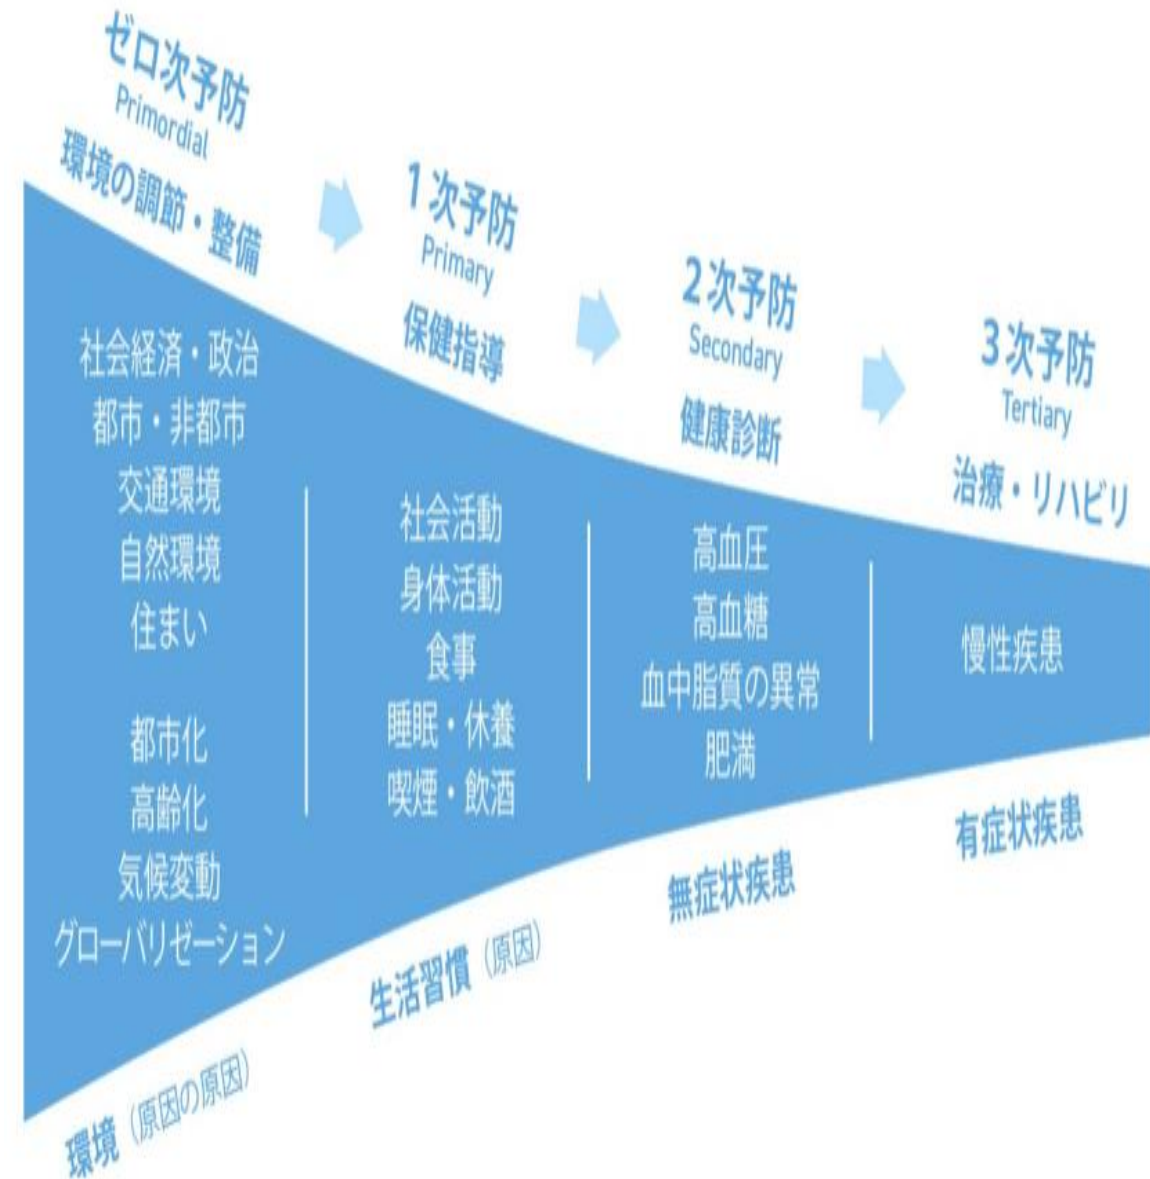 ゼロ次予防
Primordial
環境の調節・整備
社会経済・政治
都市・非都市
交通環境
自然環境
住まい
都市化
高齢化
気候変動
グローバリゼーション
環境（原因の原因）
1次予防
Primary
保健指導
社会活動
身体活動
食事
睡眠・休養
喫煙・飲酒
生活習慣（原因）
2次予防
Secondary
健康診断
高血圧
高血糖
血中脂質の異常
肥満
無症状疾患
3次予防
Tertiary
治療・リハビリ
慢性疾患
有症状疾患